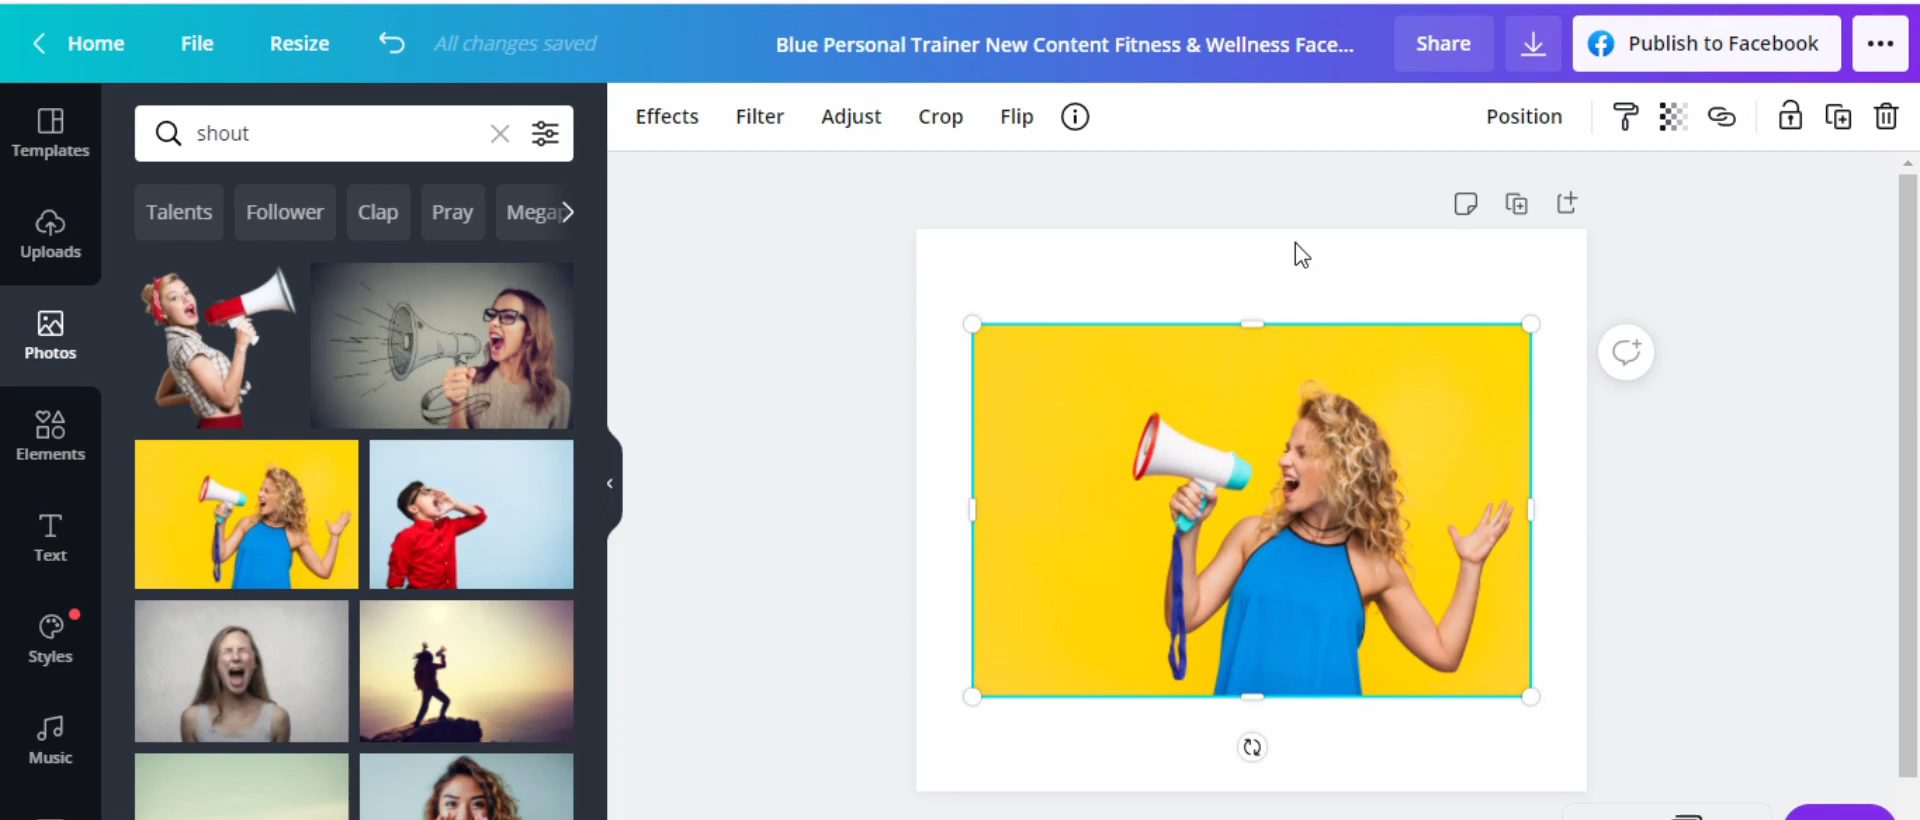 Home File Resize All changes saved Blue Personal Trainer New Content Fitness & Wellness Face... Share Publish to Facebook
Effects Filter Adjust Crop Flip Position
shout
Talents Follower Clap Pray Megap
Templates
Uploads
Photos
Elements
Text
Styles
Music